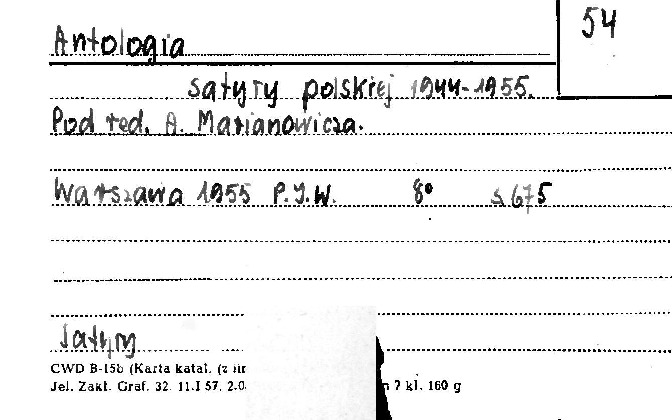 54
Antologia
satyry polskiej 1944-1955.
Pod red. A. Marianowicza.
Warszawa 1955 P.I.W. 8° s 675
Satyry
CWD B-15b (Karta katal. (z
Jel. Zakł. Graf. 32. 11.I 57. 2.0 7 kl. 160 g